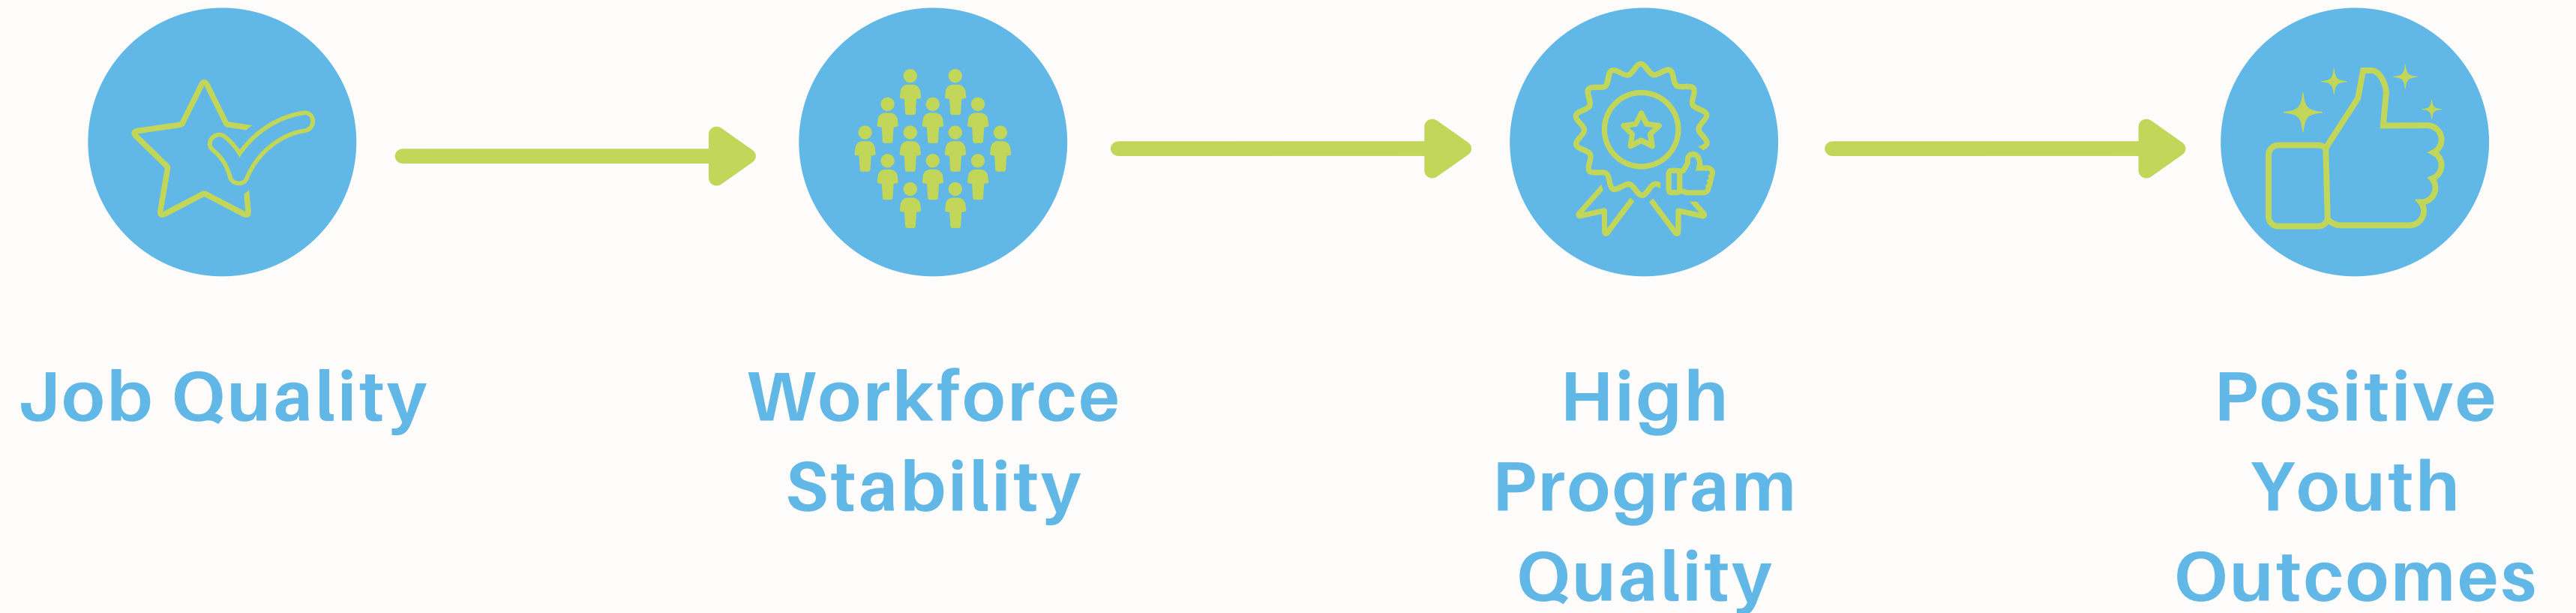 Job Quality
Workforce
Stability
High
Program
Quality
Positive
Youth
Outcomes